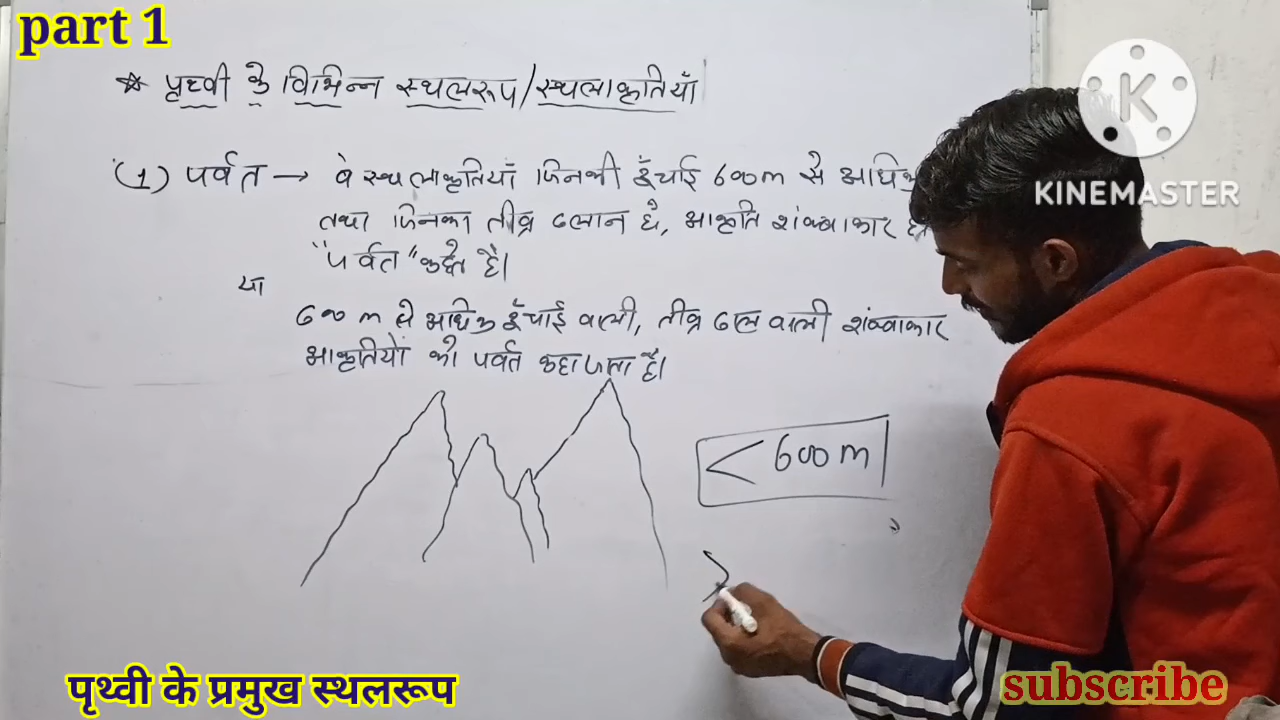 part 1
* पृथ्वी के विभिन्न स्थलरूप/स्थलाकृतियाँ
(1) पर्वत → वे स्थलाकृतियाँ जिनकी ऊँचाई 600m से अधिक
तथा जिनका तीव्र ढलान है, आकृति शंक्वाकार
"पर्वत" कहते है।
या
600 m से अधिक ऊँचाई वाली, तीव्र ढाल वाली शंक्वाकार
आकृतियों को पर्वत कहा जाता है।
< 600 m
>
K
KINEMASTER
पृथ्वी के प्रमुख स्थलरूप
subscribe